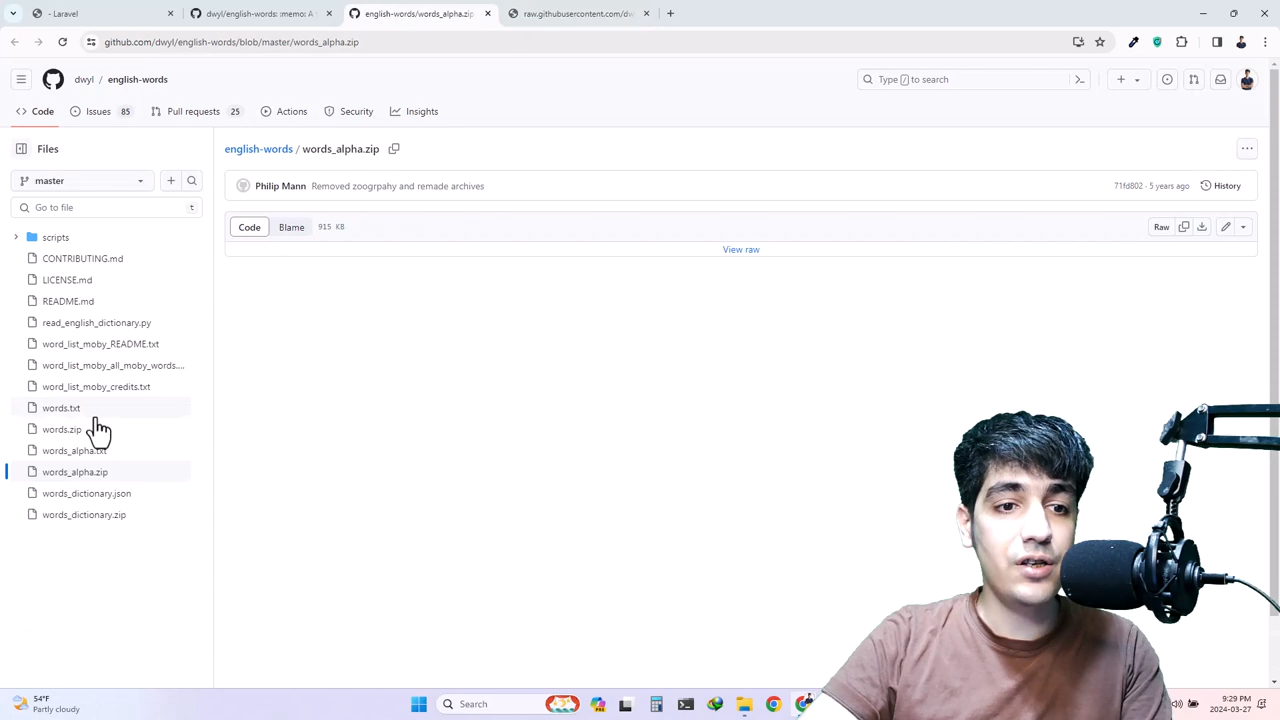 - Laravel
dwyl/english-words: :memo: A
english-words/words_alpha.zip
raw.githubusercontent.com/dw
github.com/dwyl/english-words/blob/master/words_alpha.zip
dwyl / english-words
Type / to search
Code
Issues 85
Pull requests 25
Actions
Security
Insights
Files
english-words / words_alpha.zip
master
Philip Mann Removed zoogrpahy and remade archives
71fd802 · 5 years ago
History
Go to file
t
Code
Blame
915 KB
Raw
View raw
scripts
CONTRIBUTING.md
LICENSE.md
README.md
read_english_dictionary.py
word_list_moby_README.txt
word_list_moby_all_moby_words....
word_list_moby_credits.txt
words.txt
words.zip
words_alpha.txt
words_alpha.zip
words_dictionary.json
words_dictionary.zip
54°F
Partly cloudy
Search
9:29 PM
2024-03-27